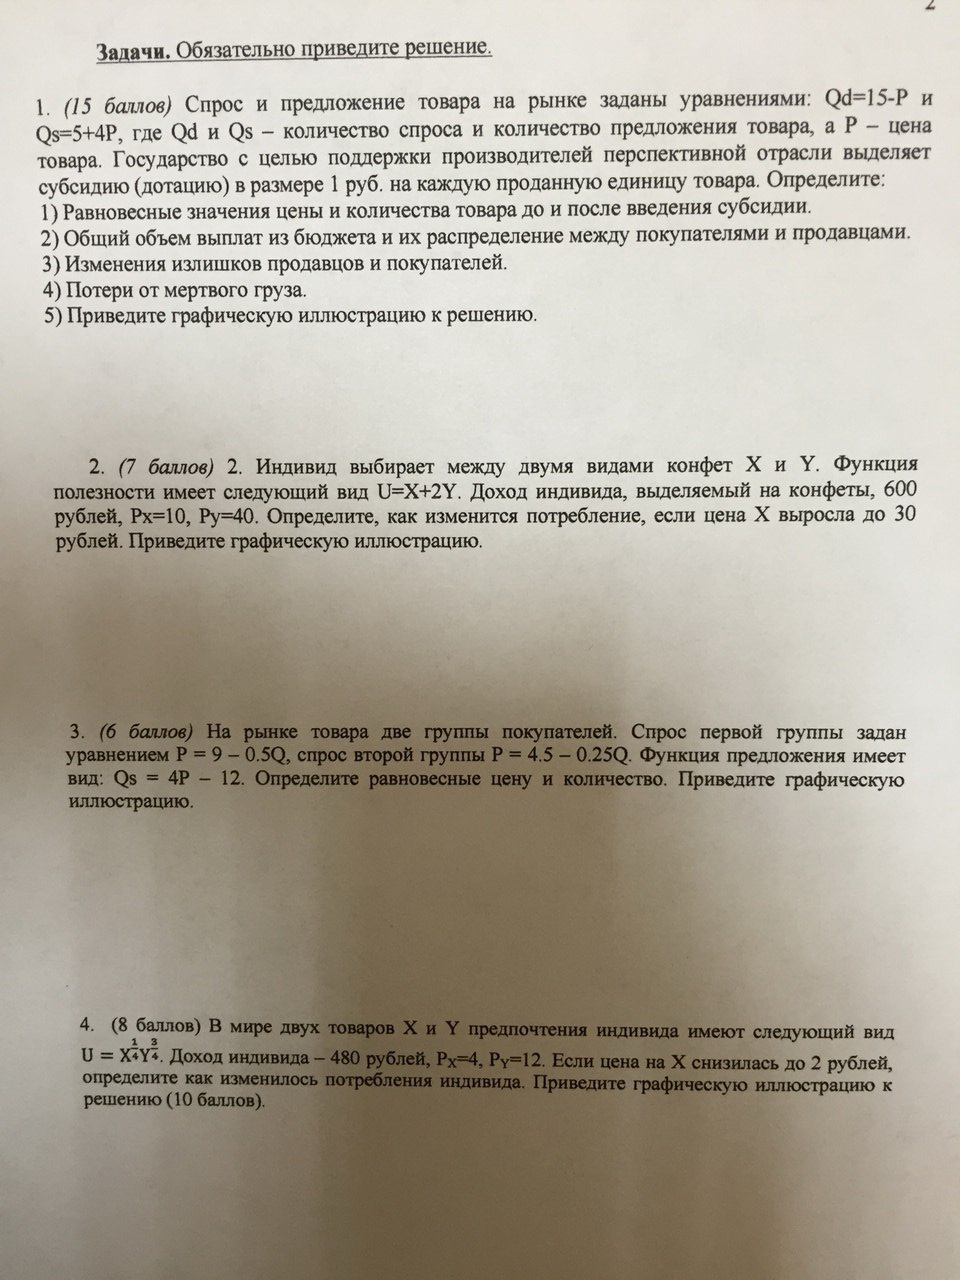 2
Задачи. Обязательно приведите решение.
1. (15 баллов) Спрос и предложение товара на рынке заданы уравнениями: Qd=15-P и
Qs=5+4P, где Qd и Qs – количество спроса и количество предложения товара, а P – цена
товара. Государство с целью поддержки производителей перспективной отрасли выделяет
субсидию (дотацию) в размере 1 руб. на каждую проданную единицу товара. Определите:
1) Равновесные значения цены и количества товара до и после введения субсидии.
2) Общий объем выплат из бюджета и их распределение между покупателями и продавцами.
3) Изменения излишков продавцов и покупателей.
4) Потери от мертвого груза.
5) Приведите графическую иллюстрацию к решению.
2. (7 баллов) 2. Индивид выбирает между двумя видами конфет X и Y. Функция
полезности имеет следующий вид U=X+2Y. Доход индивида, выделяемый на конфеты, 600
рублей, Px=10, Py=40. Определите, как изменится потребление, если цена X выросла до 30
рублей. Приведите графическую иллюстрацию.
3. (6 баллов) На рынке товара две группы покупателей. Спрос первой группы задан
уравнением P = 9 – 0.5Q, спрос второй группы P = 4.5 – 0.25Q. Функция предложения имеет
вид: Qs = 4P – 12. Определите равновесные цену и количество. Приведите графическую
иллюстрацию.
4. (8 баллов) В мире двух товаров X и Y предпочтения индивида имеют следующий вид
U = X^(1/4)Y^(3/4). Доход индивида – 480 рублей, Px=4, PY=12. Если цена на X снизилась до 2 рублей,
определите как изменилось потребления индивида. Приведите графическую иллюстрацию к
решению (10 баллов).